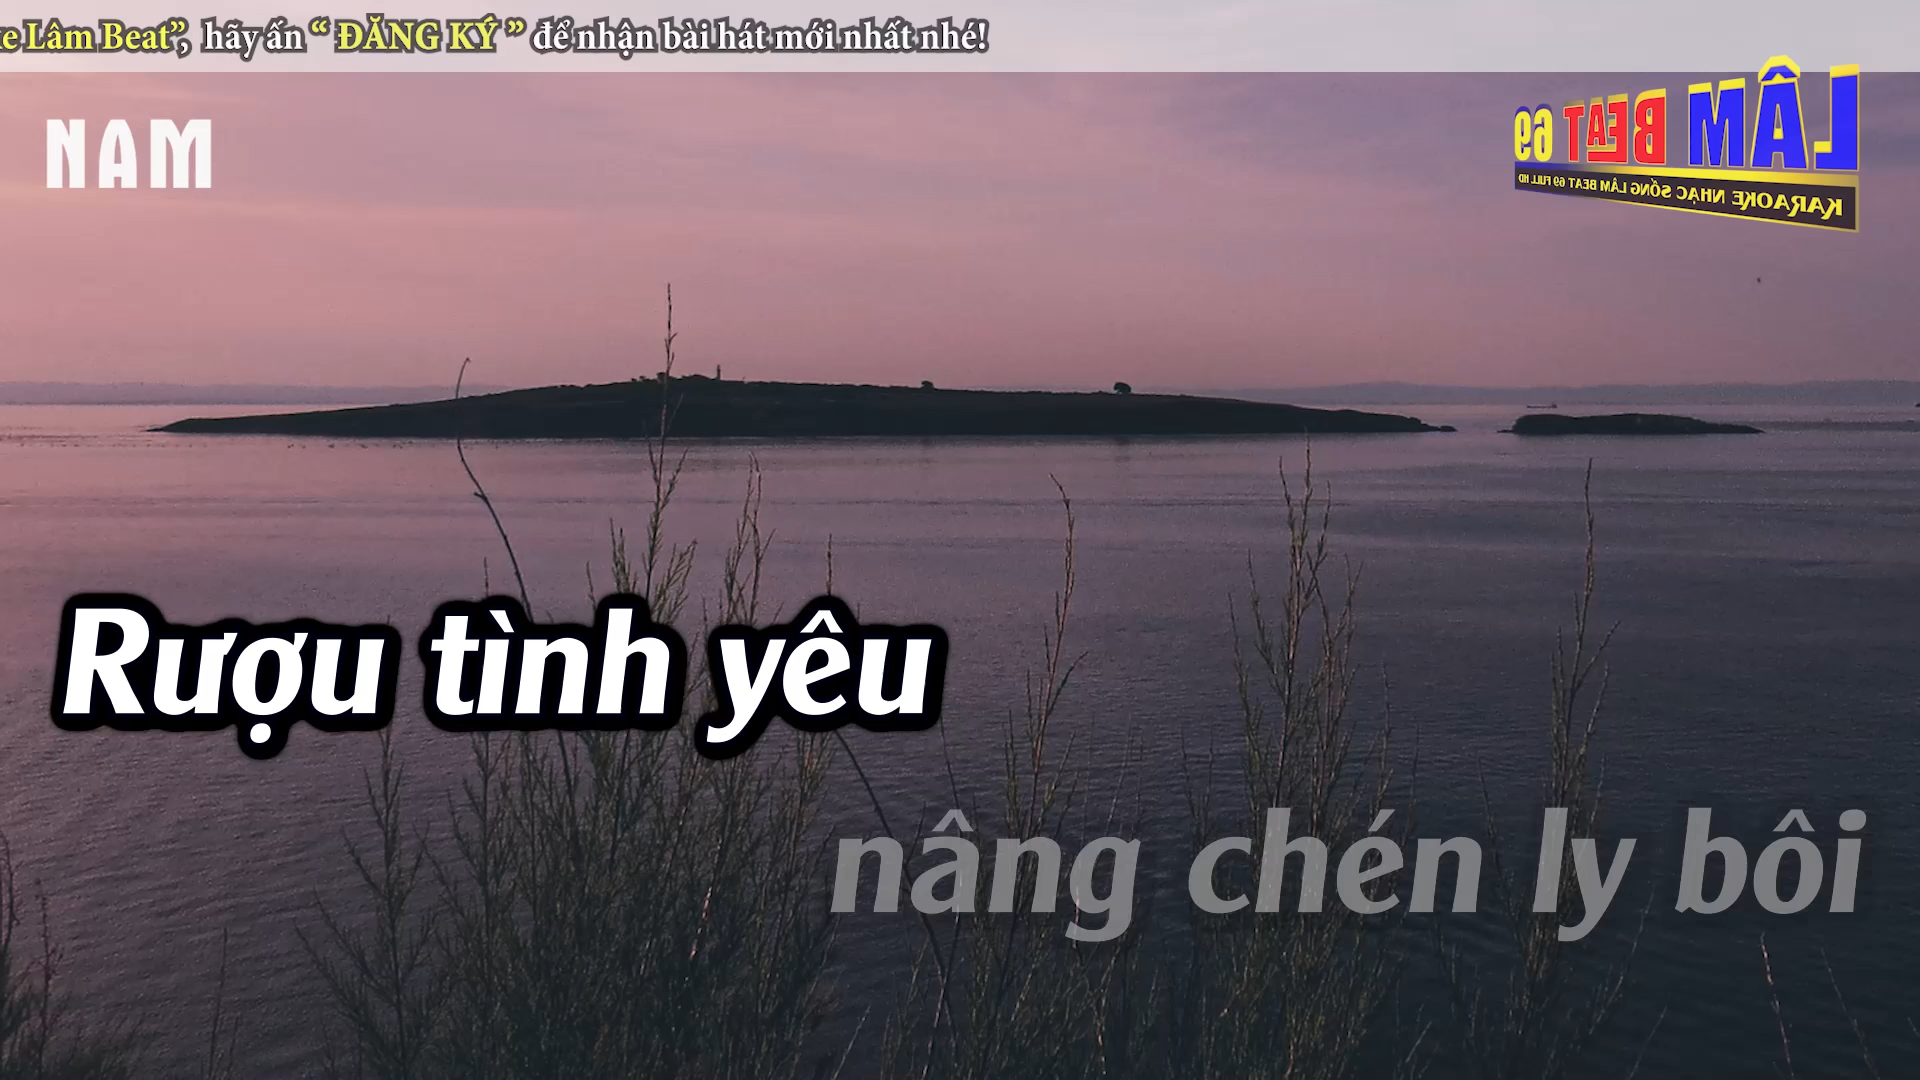 e Lâm Beat”, hãy ấn “ ĐĂNG KÝ ” để nhận bài hát mới nhất nhé!
NAM
LÂM BEAT 69
KARAOKE NHẠC SỐNG LÂM BEAT 69 FULL HD
Rượu tình yêu
nâng chén ly bôi